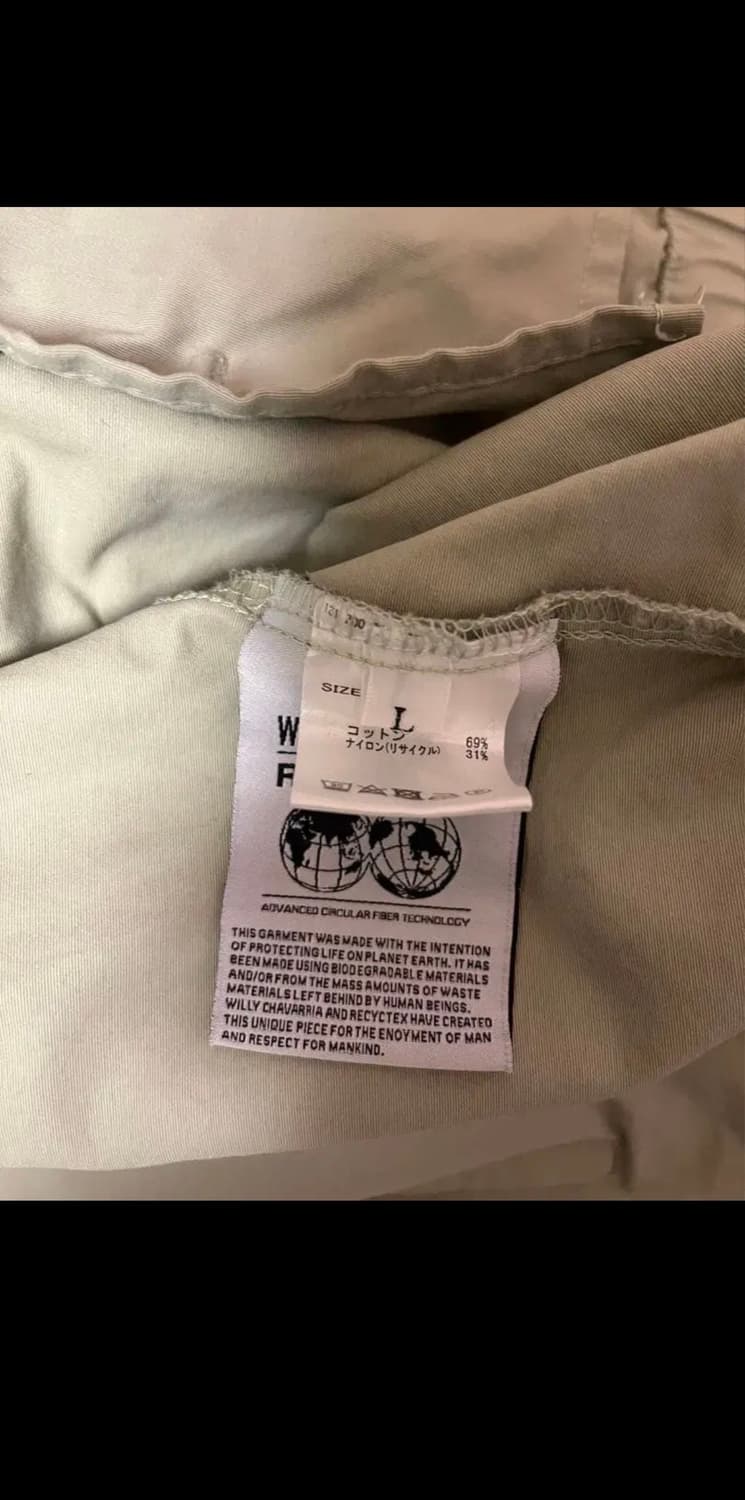 SIZE
L
コットン 69%
ナイロン(リサイクル) 31%
W
F
ADVANCED CIRCULAR FIBER TECHNOLOGY
THIS GARMENT WAS MADE WITH THE INTENTION
OF PROTECTING LIFE ON PLANET EARTH. IT HAS
BEEN MADE USING BIODEGRADABLE MATERIALS
AND/OR FROM THE MASS AMOUNTS OF WASTE
MATERIALS LEFT BEHIND BY HUMAN BEINGS.
WILLY CHAVARRIA AND RECYCTEX HAVE CREATED
THIS UNIQUE PIECE FOR THE ENOYMENT OF MAN
AND RESPECT FOR MANKIND.